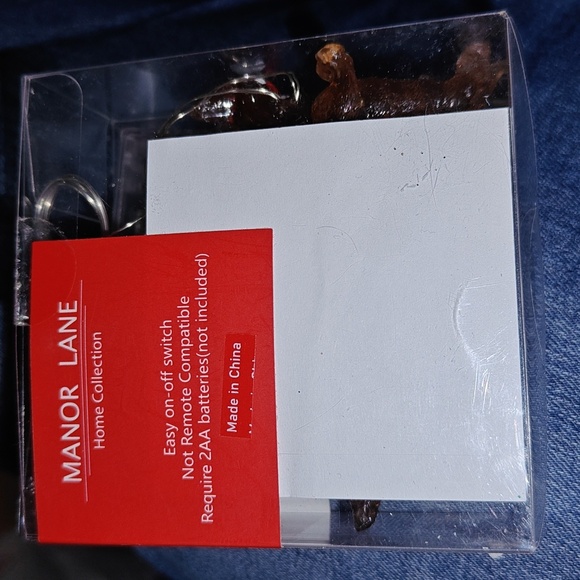 MANOR LANE
Home Collection
Easy on-off switch
Not Remote Compatible
Require 2AA batteries(not included)
Made in China